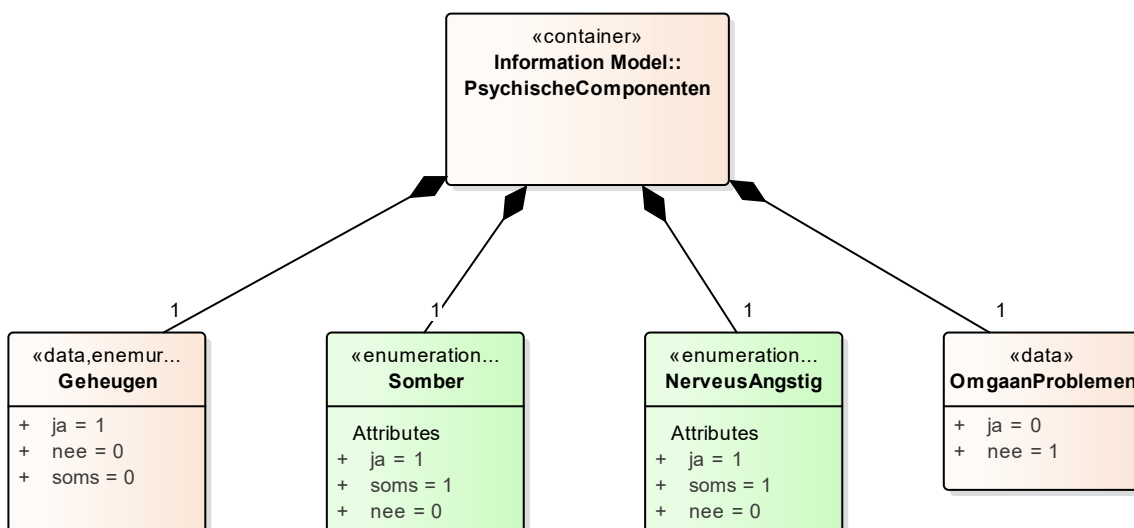 «container»
Information Model::
PsychischeComponenten
1
1
1
1
«data,enemur...
Geheugen
+ ja = 1
+ nee = 0
+ soms = 0
«enumeration...
Somber
Attributes
+ ja = 1
+ soms = 1
+ nee = 0
«enumeration...
NerveusAngstig
Attributes
+ ja = 1
+ soms = 1
+ nee = 0
«data»
OmgaanProblemen
+ ja = 0
+ nee = 1